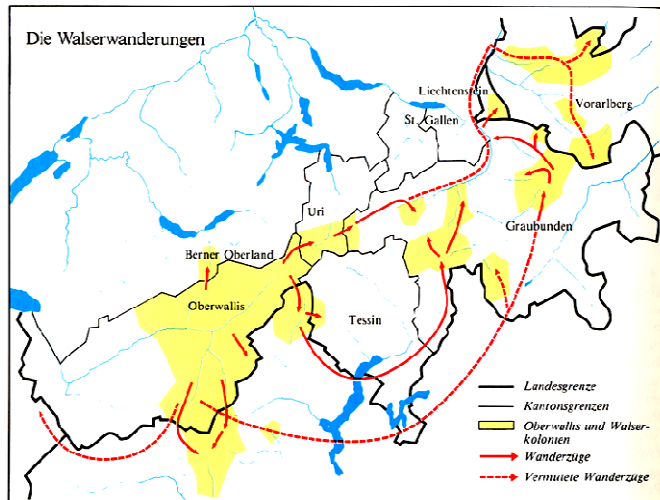 Die Walserwanderungen
Liechtenstein
St. Gallen
Vorarlberg
Uri
Graubunden
Berner Oberland
Oberwallis
Tessin
Landesgrenze
Kantonsgrenzen
Oberwallis und Walser-
kolonien
Wanderzüge
Vermutete Wanderzüge